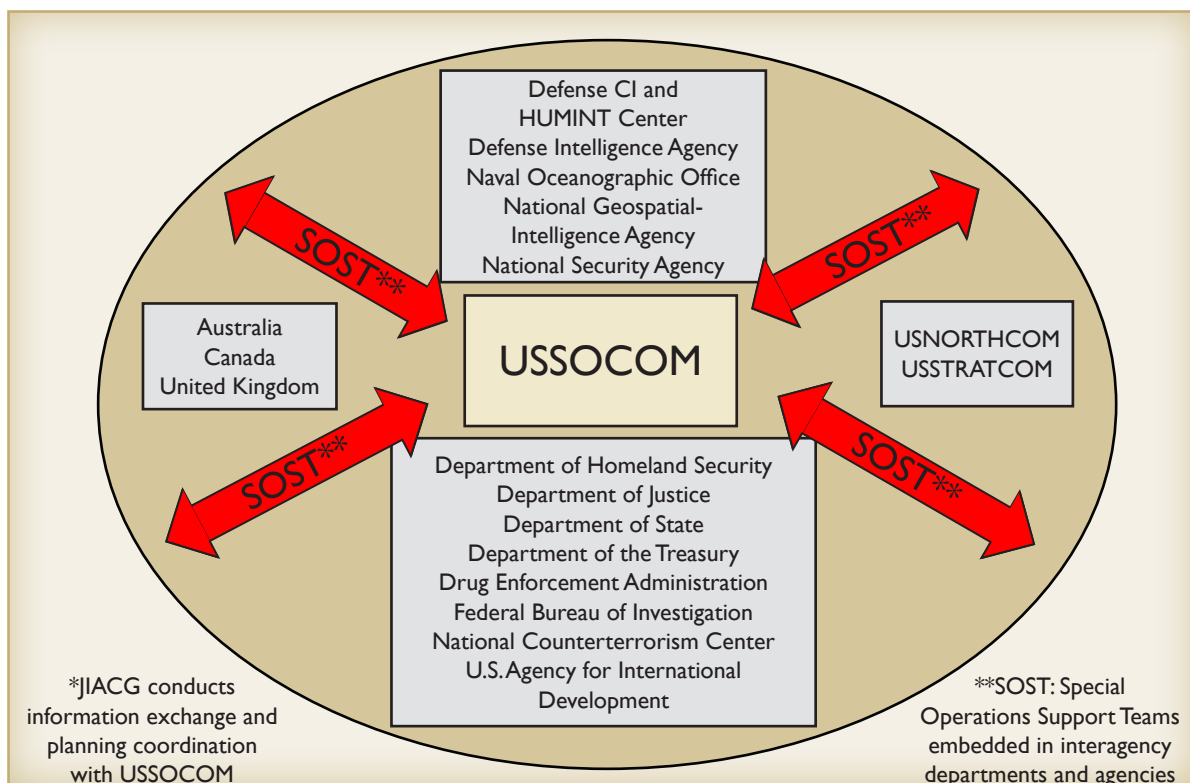 Defense CI and
HUMINT Center
Defense Intelligence Agency
Naval Oceanographic Office
National Geospatial-
Intelligence Agency
National Security Agency
SOST**
SOST**
Australia
Canada
United Kingdom
USSOCOM
USNORTHCOM
USSTRATCOM
SOST**
SOST**
Department of Homeland Security
Department of Justice
Department of State
Department of the Treasury
Drug Enforcement Administration
Federal Bureau of Investigation
National Counterterrorism Center
U.S. Agency for International
Development
*JIACG conducts
information exchange and
planning coordination
with USSOCOM
**SOST: Special
Operations Support Teams
embedded in interagency
departments and agencies